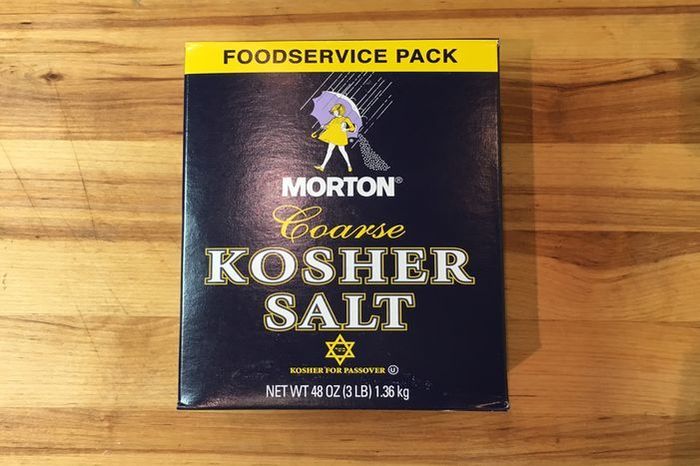 FOODSERVICE PACK
MORTON®
Coarse
KOSHER
SALT
KOSHER FOR PASSOVER Ⓤ
NET WT 48 OZ (3 LB) 1.36 kg